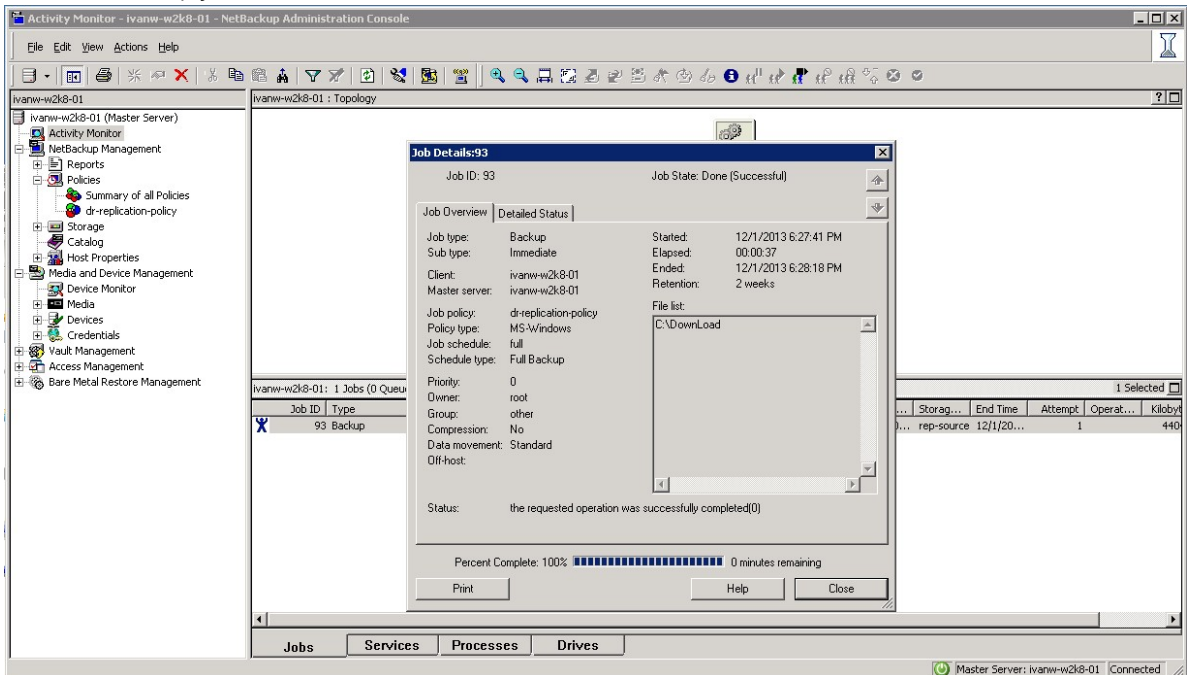 Activity Monitor - ivanw-w2k8-01 - NetBackup Administration Console
File Edit View Actions Help
ivanw-w2k8-01
ivanw-w2k8-01 : Topology
ivanw-w2k8-01 (Master Server)
Activity Monitor
NetBackup Management
Reports
Policies
Summary of all Policies
dr-replication-policy
Storage
Catalog
Host Properties
Media and Device Management
Device Monitor
Media
Devices
Credentials
Vault Management
Access Management
Bare Metal Restore Management
Job Details:93
Job ID: 93 Job State: Done (Successful)
Job Overview Detailed Status
Job type: Backup Started: 12/1/2013 6:27:41 PM
Sub type: Immediate Elapsed: 00:00:37
Ended: 12/1/2013 6:28:18 PM
Client: ivanw-w2k8-01
Retention: 2 weeks
Master server: ivanw-w2k8-01
File list:
Job policy: dr-replication-policy
C:\DownLoad
Policy type: MS-Windows
Job schedule: full
Schedule type: Full Backup
Priority: 0
Owner: root
Group: other
Compression: No
Data movement: Standard
Off-host:
Status: the requested operation was successfully completed(0)
Percent Complete: 100% 0 minutes remaining
Print Help Close
ivanw-w2k8-01: 1 Jobs (0 Queu 1 Selected
Job ID Type ... Storag... End Time Attempt Operat... Kilobyt
93 Backup 0... rep-source 12/1/20... 1 440
Jobs Services Processes Drives
Master Server: ivanw-w2k8-01 Connected